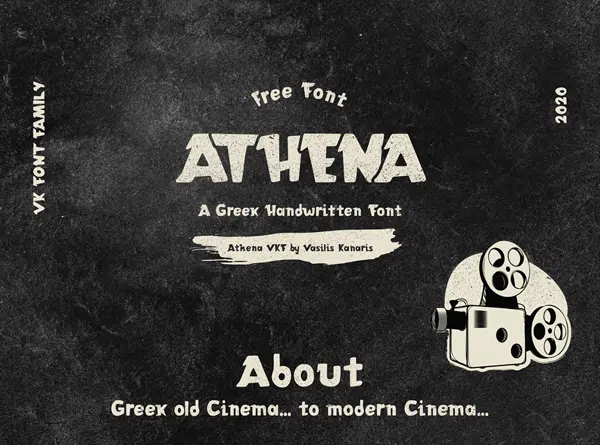 VK FONT FAMILY
2020
Free Font
ATHENA
A Greek Handwritten Font
Athena VKF by Vasilis Kanaris
About
Greek old Cinema... to modern Cinema...